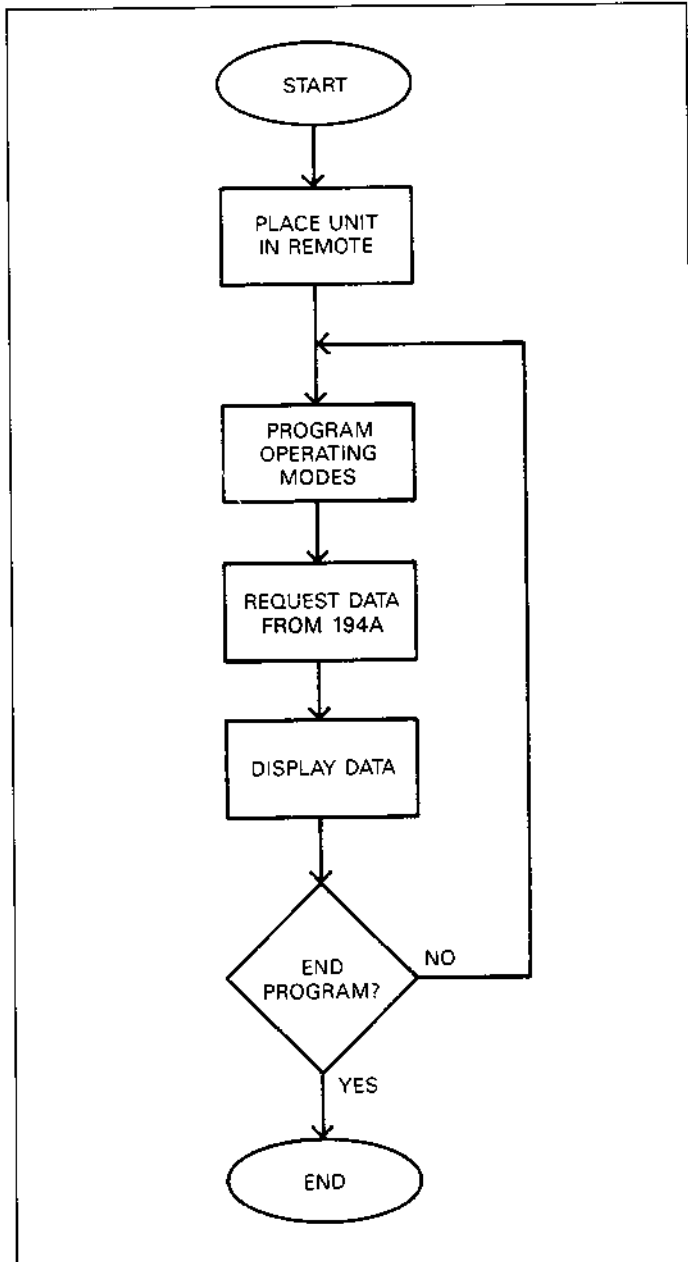 START
PLACE UNIT
IN REMOTE
PROGRAM
OPERATING
MODES
REQUEST DATA
FROM 194A
DISPLAY DATA
END
PROGRAM?
NO
YES
END